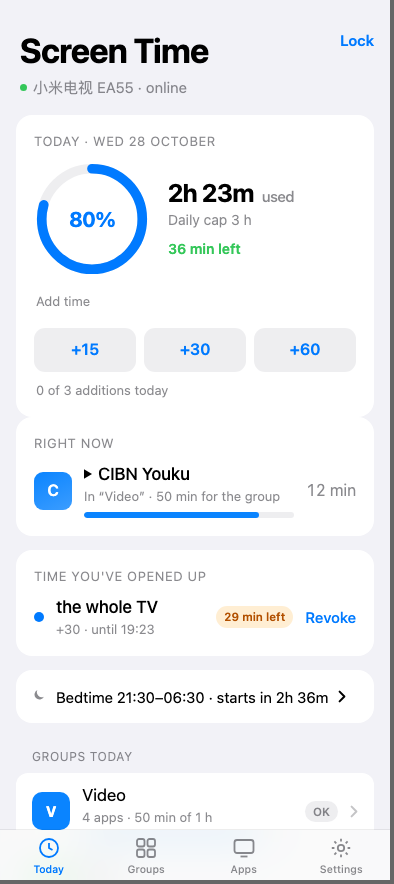 Screen Time
Lock
小米电视 EA55 · online
TODAY · WED 28 OCTOBER
80%
2h 23m used
Daily cap 3 h
36 min left
Add time
+15
+30
+60
0 of 3 additions today
RIGHT NOW
C
CIBN Youku
In “Video” · 50 min for the group
12 min
TIME YOU'VE OPENED UP
the whole TV
+30 · until 19:23
29 min left
Revoke
Bedtime 21:30–06:30 · starts in 2h 36m
GROUPS TODAY
V
Video
4 apps · 50 min of 1 h
OK
Today
Groups
Apps
Settings